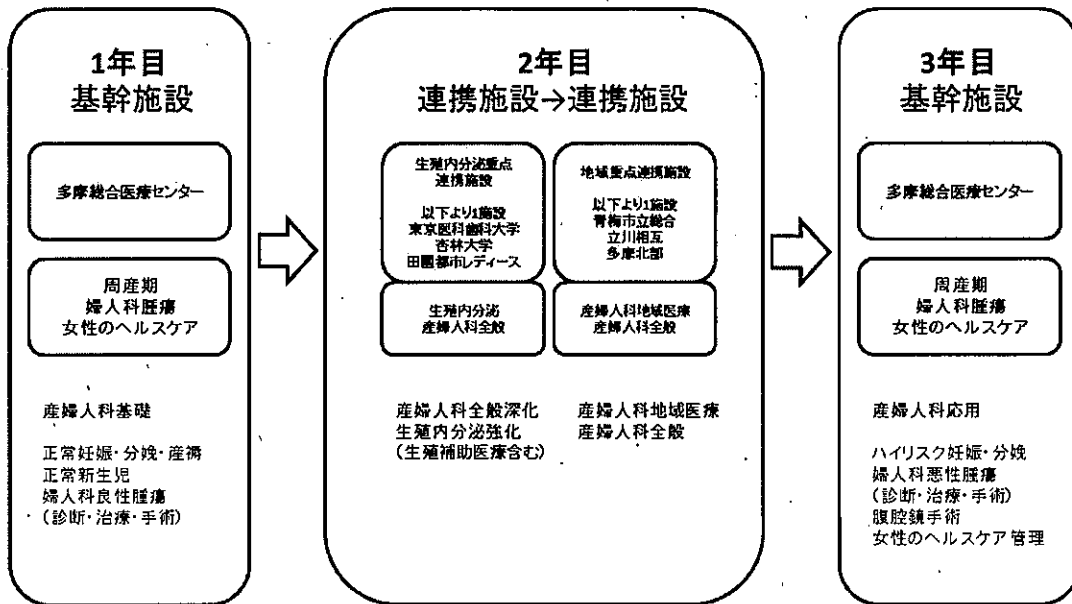 1年目
基幹施設
多摩総合医療センター
周産期
婦人科腫瘍
女性のヘルスケア
産婦人科基礎
正常妊娠・分娩・産褥
正常新生児
婦人科良性腫瘍
(診断・治療・手術)
2年目
連携施設→連携施設
生殖内分泌重点
連携施設
以下より1施設
東京医科歯科大学
杏林大学
田園都市レディース
生殖内分泌
産婦人科全般
産婦人科全般深化
生殖内分泌強化
(生殖補助医療含む)
地域重点連携施設
以下より1施設
青梅市立総合
立川相互
多摩北部
産婦人科地域医療
産婦人科全般
産婦人科地域医療
産婦人科全般
3年目
基幹施設
多摩総合医療センター
周産期
婦人科腫瘍
女性のヘルスケア
産婦人科応用
ハイリスク妊娠・分娩
婦人科悪性腫瘍
(診断・治療・手術)
腹腔鏡手術
女性のヘルスケア管理